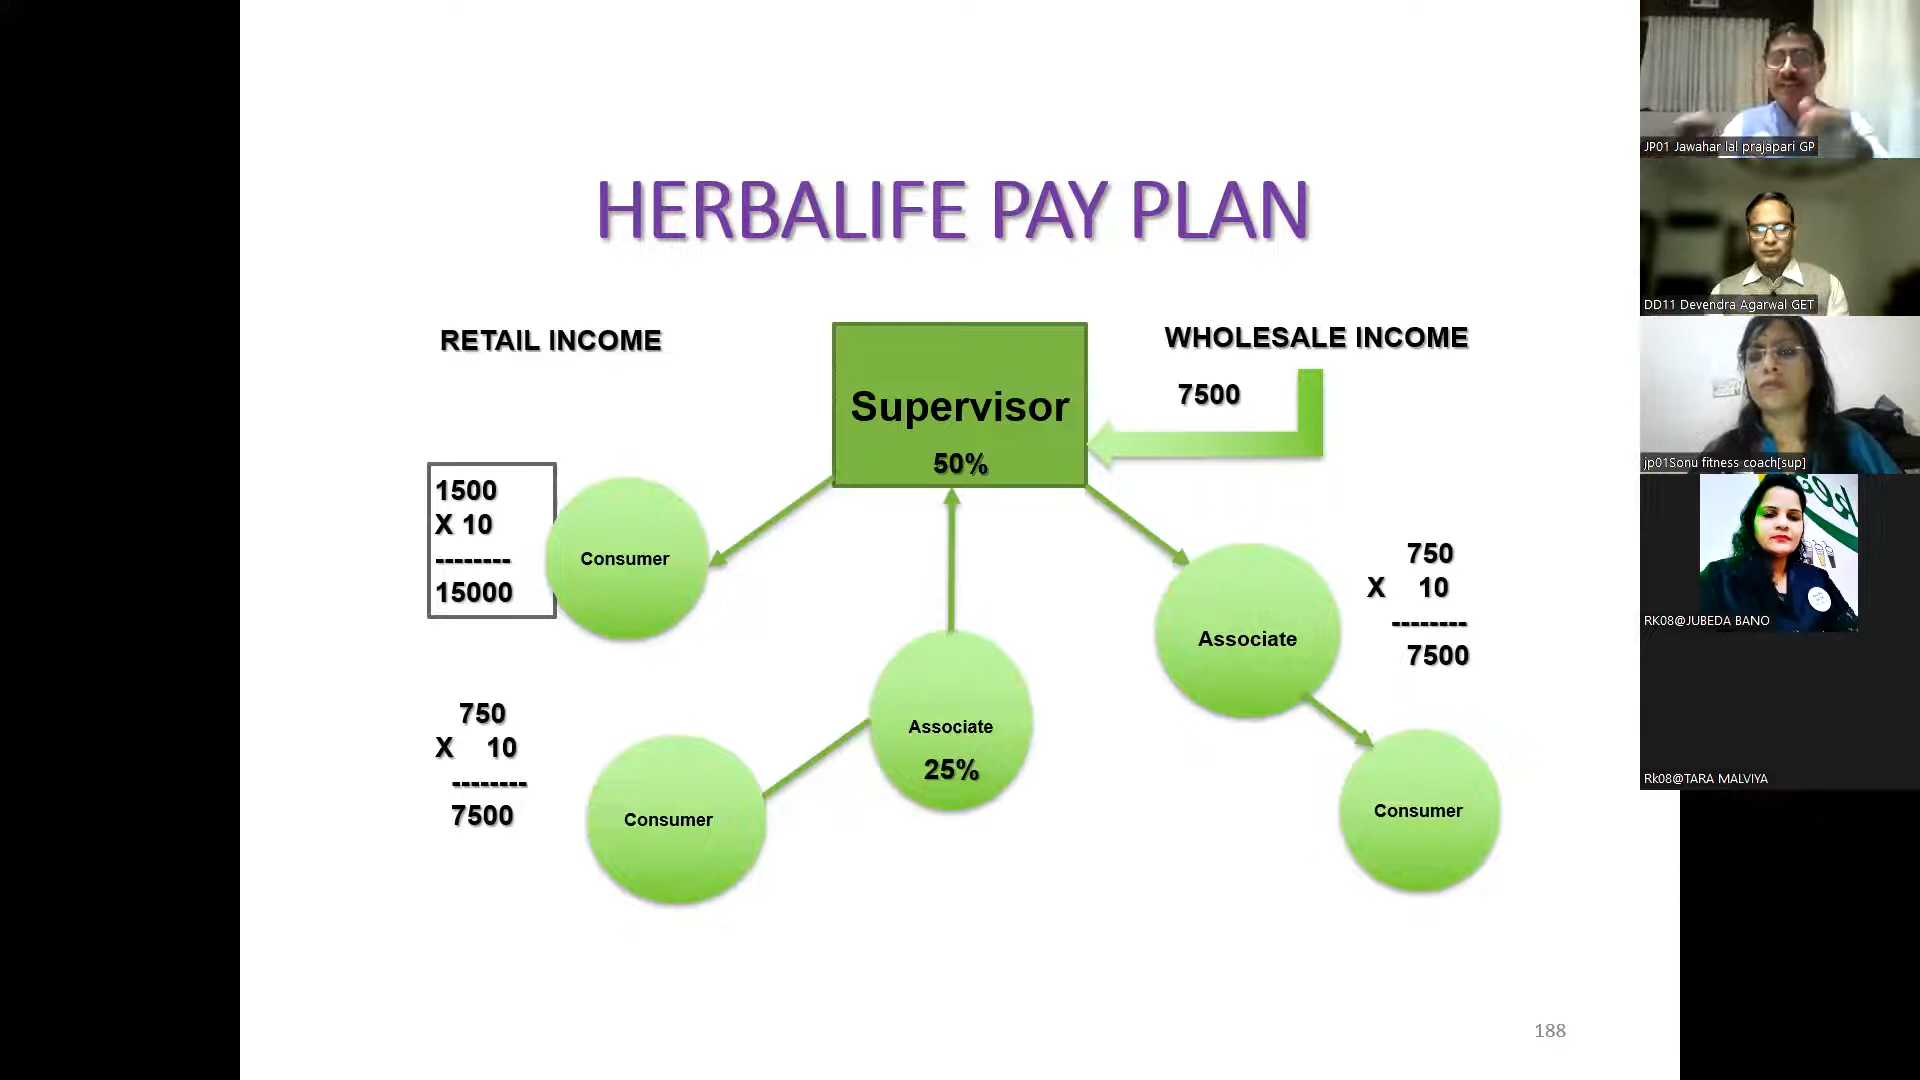 HERBALIFE PAY PLAN
RETAIL INCOME
Supervisor
50%
WHOLESALE INCOME
7500
1500
X 10
--------
15000
Consumer
Associate
750
X 10
--------
7500
750
X 10
--------
7500
Consumer
Associate
25%
Consumer
188
JP01 Jawahar lal prajapari GP
DD11 Devendra Agarwal GET
jp01Sonu fitness coach[sup]
RK08@JUBEDA BANO
Rk08@TARA MALVIYA